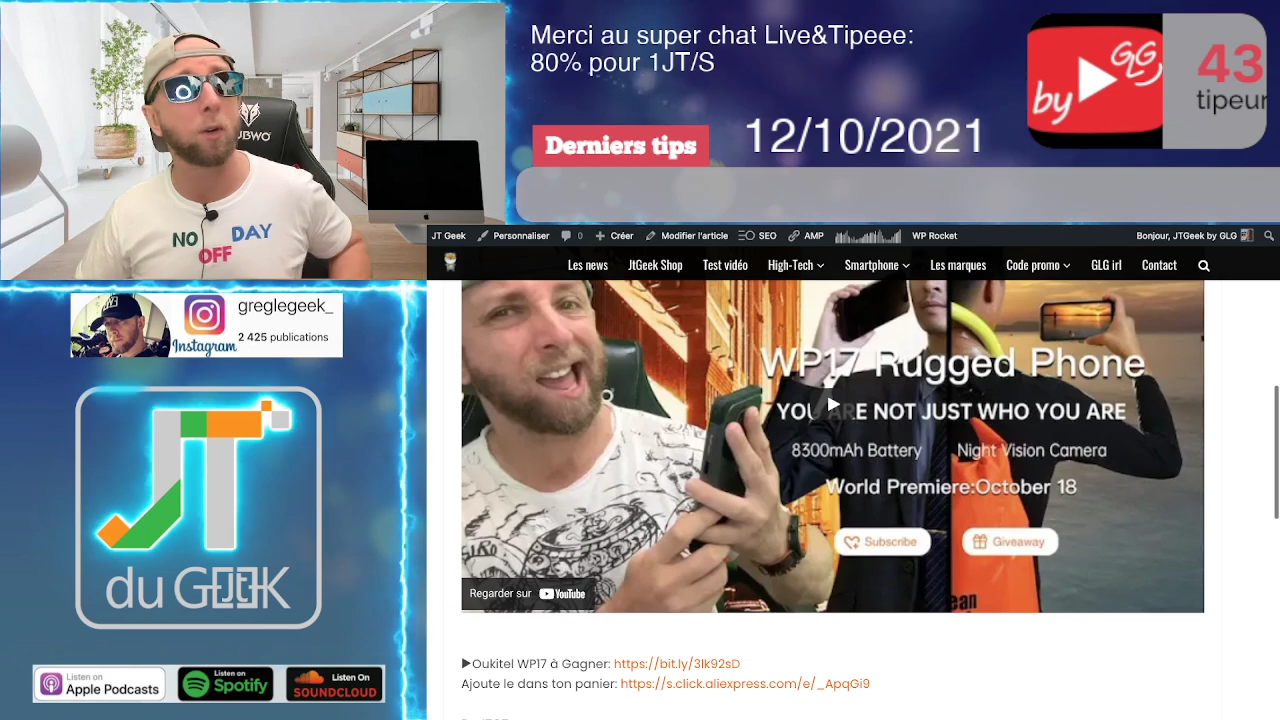 Merci au super chat Live&Tipeee:
80% pour 1JT/S
Derniers tips
12/10/2021
by GLG
43
tipeur
NO DAY
OFF
JT Geek Personnaliser 0 Créer Modifier l'article SEO AMP WP Rocket Bonjour, JTGeek by GLG
Les news JtGeek Shop Test vidéo High-Tech Smartphone Les marques Code promo GLG irl Contact
greglegeek_
2 425 publications
Instagram
JT
du GEEK
Listen on
Apple Podcasts
Listen on
Spotify
Listen On
SOUNDCLOUD
WP17 Rugged Phone
YOU ARE NOT JUST WHO YOU ARE
8300mAh Battery Night Vision Camera
World Premiere:October 18
Subscribe Giveaway
Regarder sur YouTube
▶Oukitel WP17 à Gagner: https://bit.ly/3lk92sD
Ajoute le dans ton panier: https://s.click.aliexpress.com/e/_ApqGi9